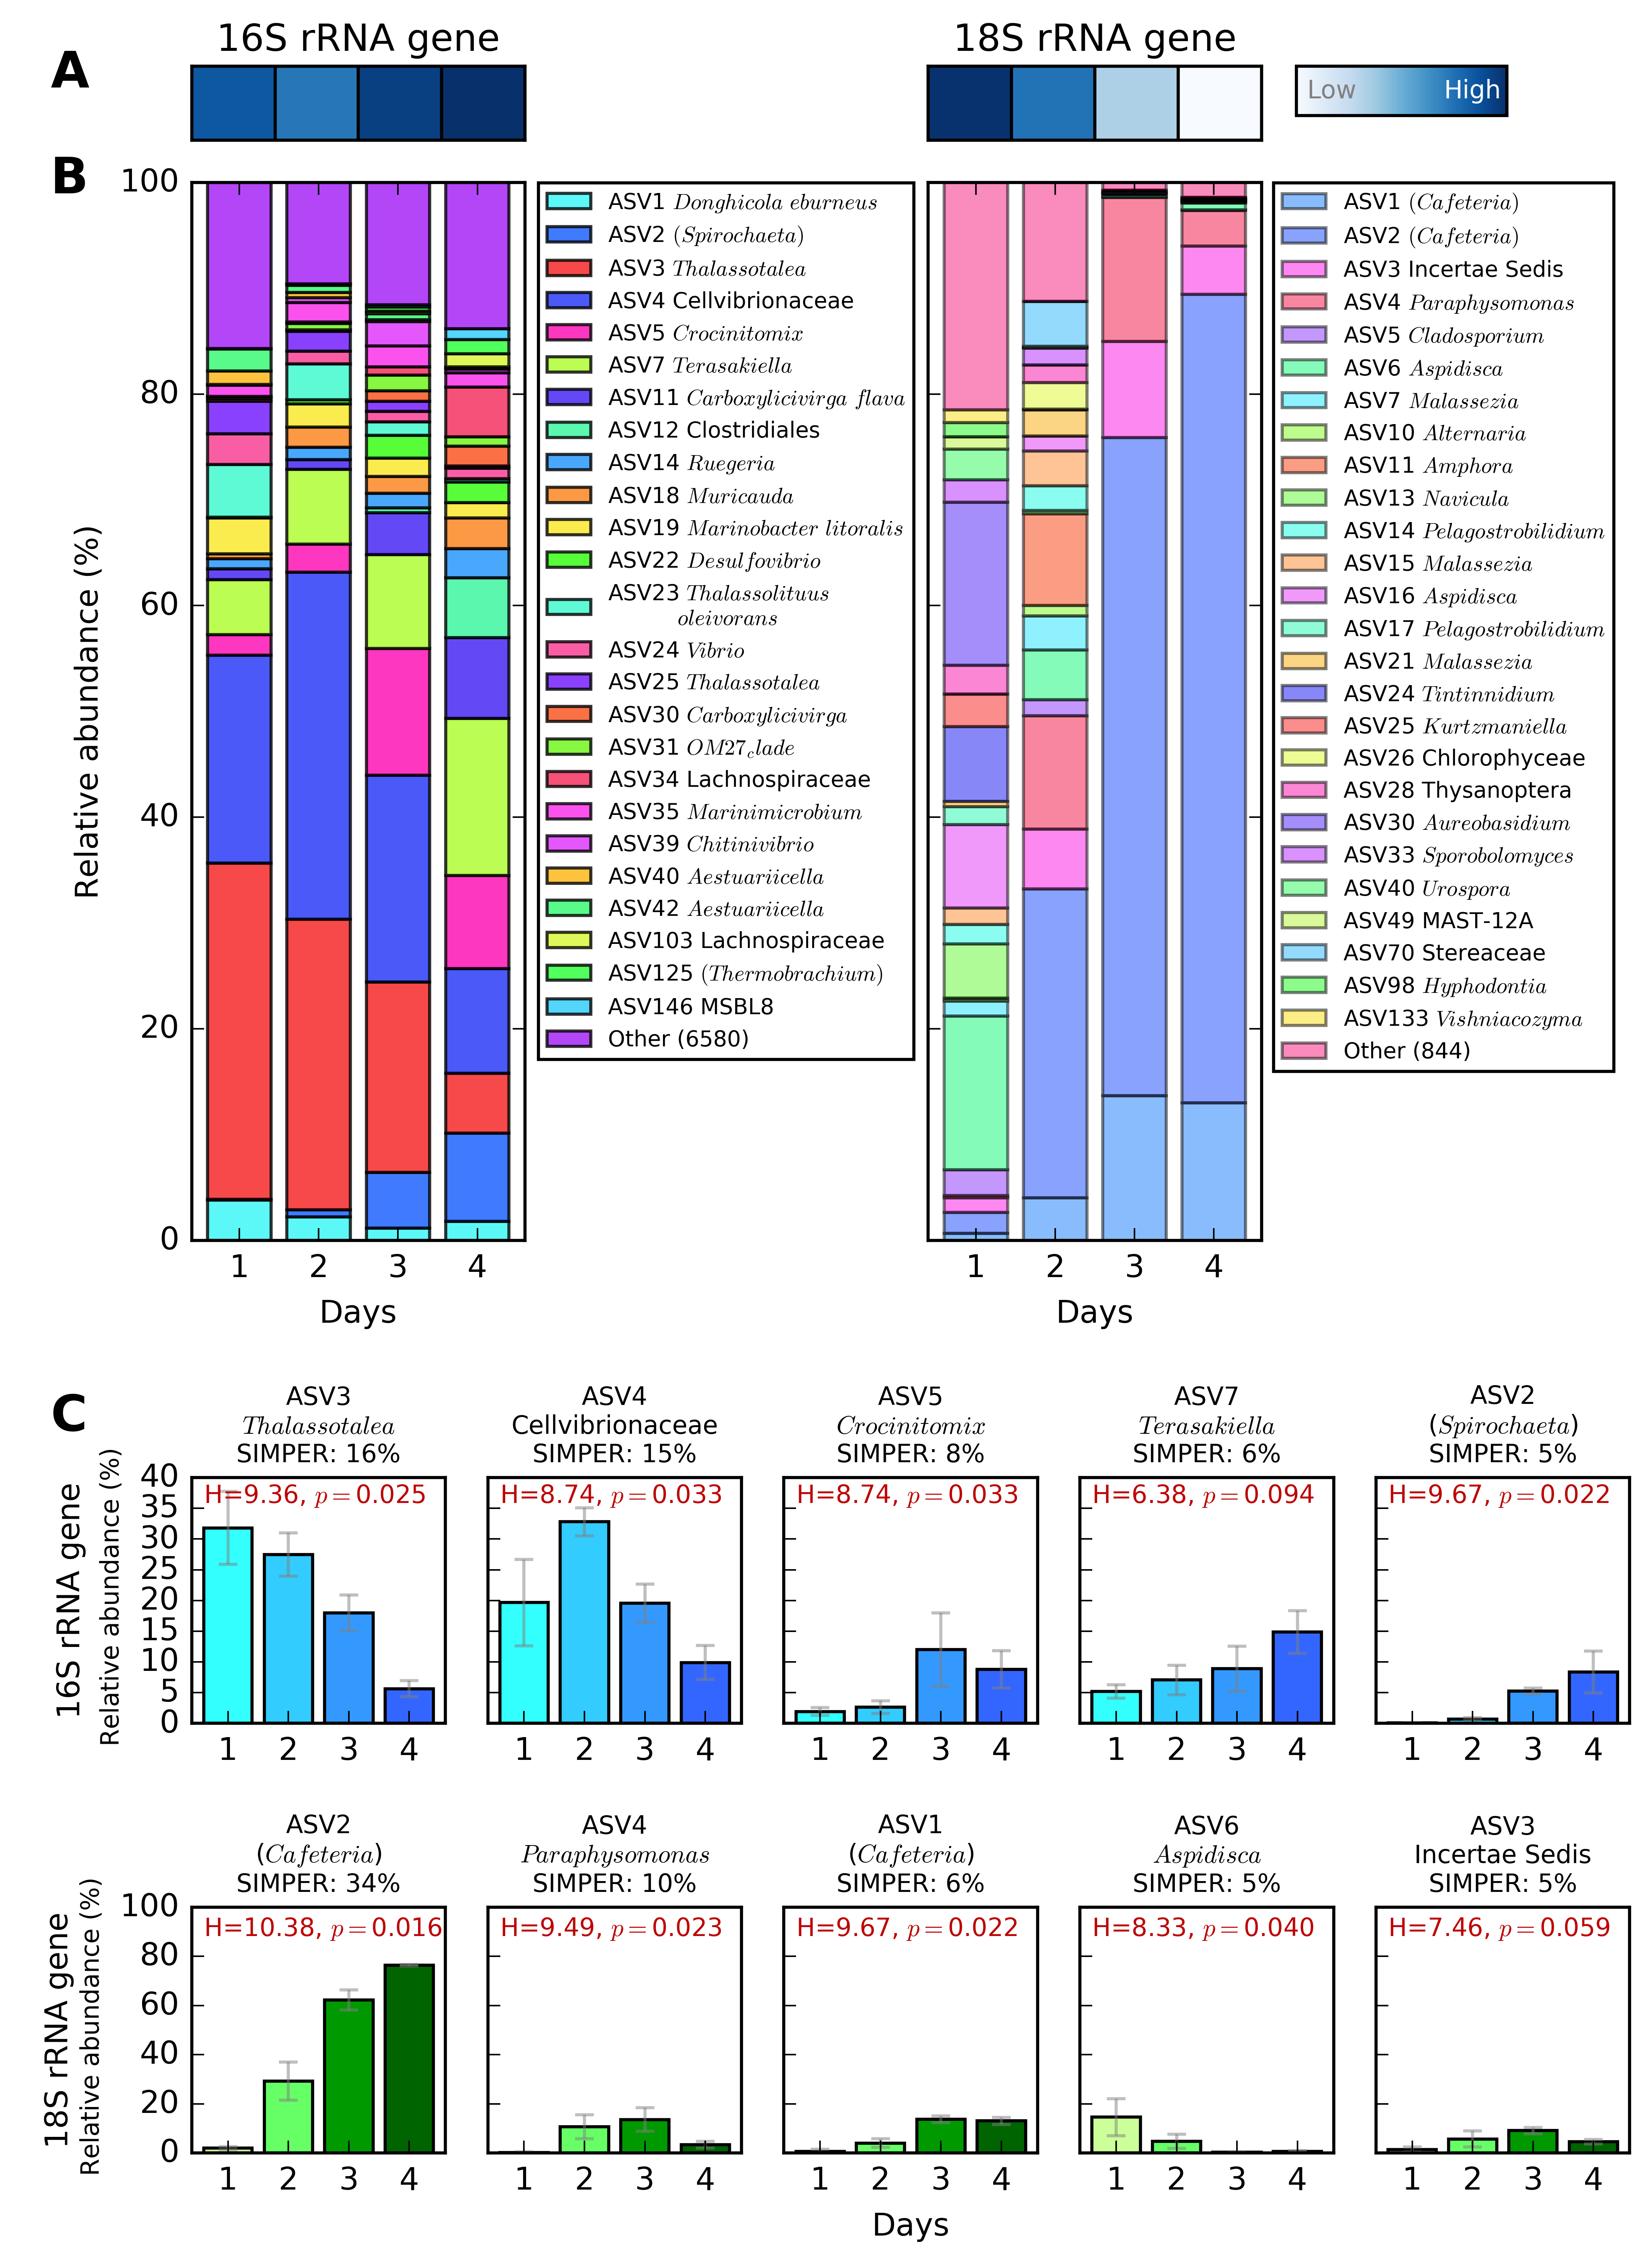 16S rRNA gene
18S rRNA gene
A
Low
High
B
100
80
60
40
20
0
Relative abundance (%)
1
2
3
4
Days
ASV1 Donghicola eburneus
ASV2 (Spirochaeta)
ASV3 Thalassotalea
ASV4 Cellvibrionaceae
ASV5 Crocinitomix
ASV7 Terasakiella
ASV11 Carboxylicivirga flava
ASV12 Clostridiales
ASV14 Ruegeria
ASV18 Muricauda
ASV19 Marinobacter litoralis
ASV22 Desulfovibrio
ASV23 Thalassolituus
oleivorans
ASV24 Vibrio
ASV25 Thalassotalea
ASV30 Carboxylicivirga
ASV31 OM27clade
ASV34 Lachnospiraceae
ASV35 Marinimicrobium
ASV39 Chitinivibrio
ASV40 Aestuariicella
ASV42 Aestuariicella
ASV103 Lachnospiraceae
ASV125 (Thermobrachium)
ASV146 MSBL8
Other (6580)
1
2
3
4
Days
ASV1 (Cafeteria)
ASV2 (Cafeteria)
ASV3 Incertae Sedis
ASV4 Paraphysomonas
ASV5 Cladosporium
ASV6 Aspidisca
ASV7 Malassezia
ASV10 Alternaria
ASV11 Amphora
ASV13 Navicula
ASV14 Pelagostrobilidium
ASV15 Malassezia
ASV16 Aspidisca
ASV17 Pelagostrobilidium
ASV21 Malassezia
ASV24 Tintinnidium
ASV25 Kurtzmaniella
ASV26 Chlorophyceae
ASV28 Thysanoptera
ASV30 Aureobasidium
ASV33 Sporobolomyces
ASV40 Urospora
ASV49 MAST-12A
ASV70 Stereaceae
ASV98 Hyphodontia
ASV133 Vishniacozyma
Other (844)
C
16S rRNA gene
Relative abundance (%)
40
35
30
25
20
15
10
5
0
ASV3
Thalassotalea
SIMPER: 16%
H=9.36, p=0.025
1 2 3 4
ASV4
Cellvibrionaceae
SIMPER: 15%
H=8.74, p=0.033
1 2 3 4
ASV5
Crocinitomix
SIMPER: 8%
H=8.74, p=0.033
1 2 3 4
ASV7
Terasakiella
SIMPER: 6%
H=6.38, p=0.094
1 2 3 4
ASV2
(Spirochaeta)
SIMPER: 5%
H=9.67, p=0.022
1 2 3 4
18S rRNA gene
Relative abundance (%)
100
80
60
40
20
0
ASV2
(Cafeteria)
SIMPER: 34%
H=10.38, p=0.016
1 2 3 4
ASV4
Paraphysomonas
SIMPER: 10%
H=9.49, p=0.023
1 2 3 4
ASV1
(Cafeteria)
SIMPER: 6%
H=9.67, p=0.022
1 2 3 4
ASV6
Aspidisca
SIMPER: 5%
H=8.33, p=0.040
1 2 3 4
ASV3
Incertae Sedis
SIMPER: 5%
H=7.46, p=0.059
1 2 3 4
Days